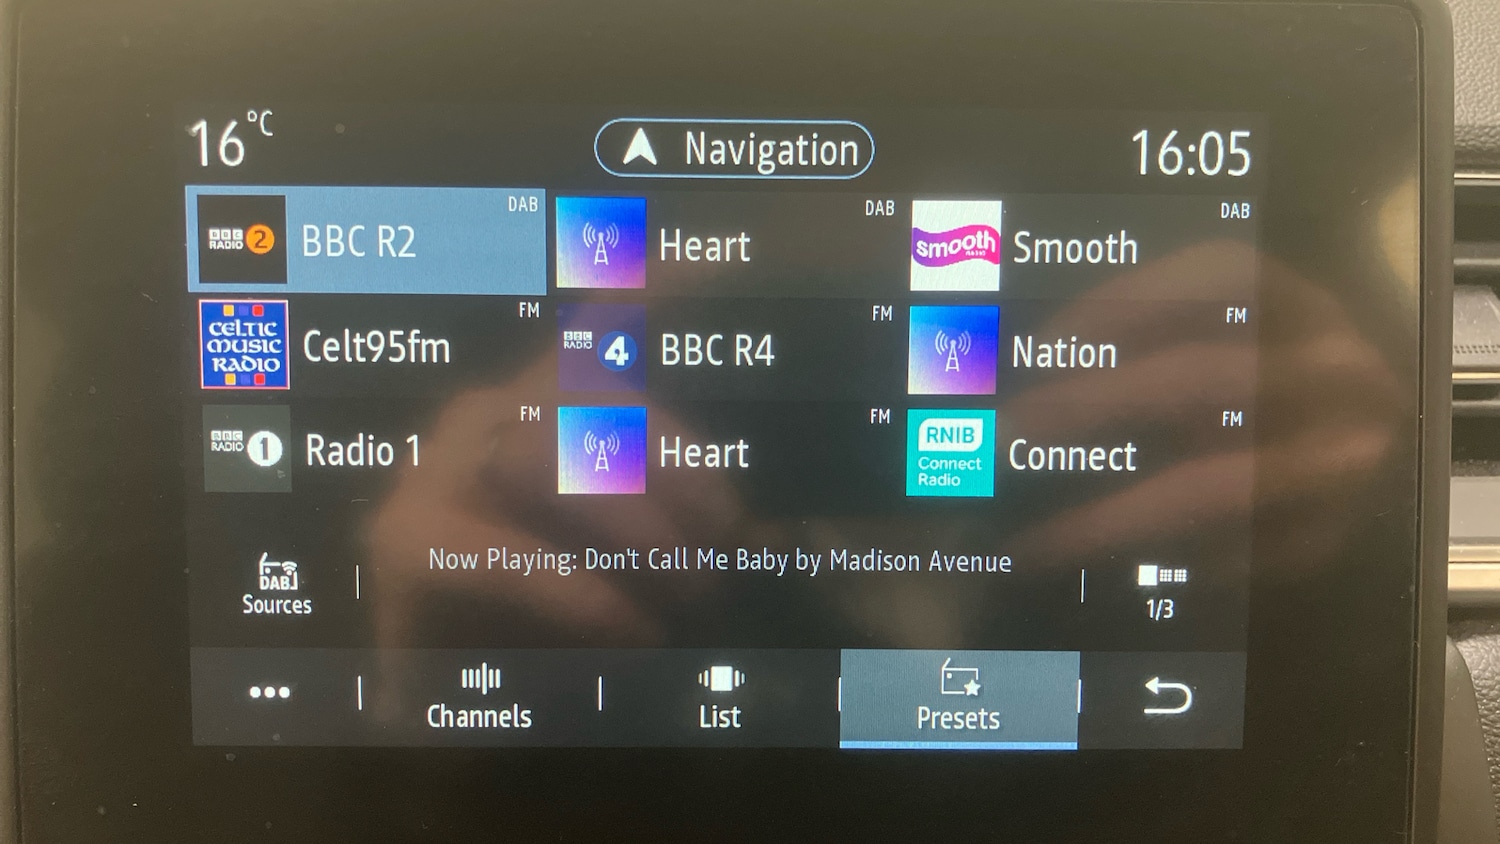 16°C
Navigation
16:05
BBC RADIO 2
BBC R2
DAB
Heart
DAB
smooth RADIO
Smooth
DAB
CELTIC MUSIC RADIO
Celt95fm
FM
BBC RADIO 4
BBC R4
FM
Nation
FM
BBC RADIO 1
Radio 1
FM
Heart
FM
RNIB Connect Radio
Connect
FM
Now Playing: Don't Call Me Baby by Madison Avenue
DAB
Sources
1/3
Channels
List
Presets